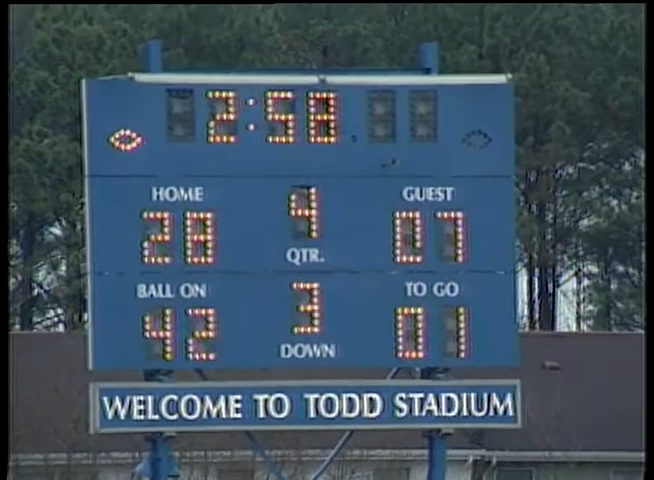 2:58
HOME GUEST
28 4 07
QTR.
BALL ON TO GO
42 3 01
DOWN
WELCOME TO TODD STADIUM